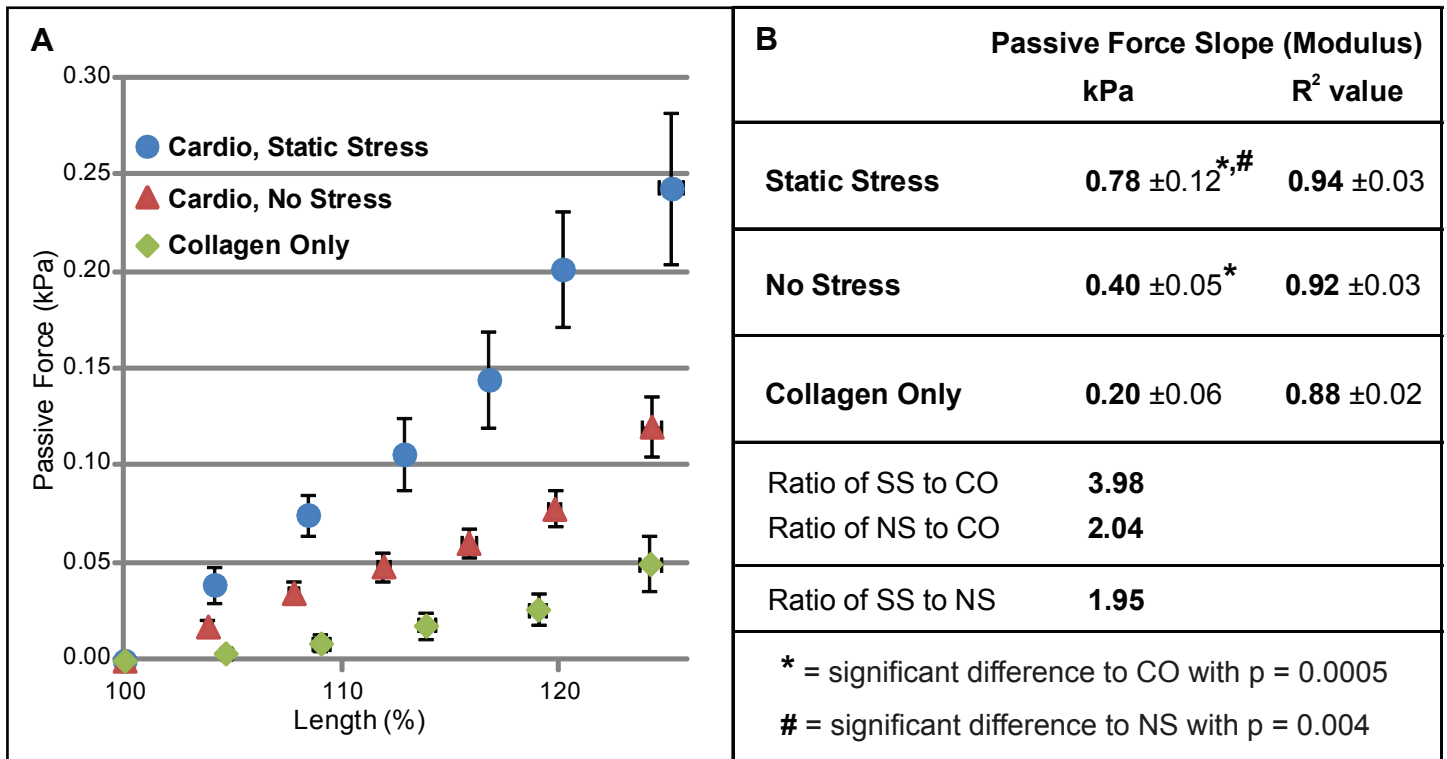 A
0.30
0.25
0.20
0.15
0.10
0.05
0.00
Passive Force (kPa)
Cardio, Static Stress
Cardio, No Stress
Collagen Only
100 110 120
Length (%)
B Passive Force Slope (Modulus)
kPa R² value
Static Stress 0.78 ±0.12*,# 0.94 ±0.03
No Stress 0.40 ±0.05* 0.92 ±0.03
Collagen Only 0.20 ±0.06 0.88 ±0.02
Ratio of SS to CO 3.98
Ratio of NS to CO 2.04
Ratio of SS to NS 1.95
* = significant difference to CO with p = 0.0005
# = significant difference to NS with p = 0.004